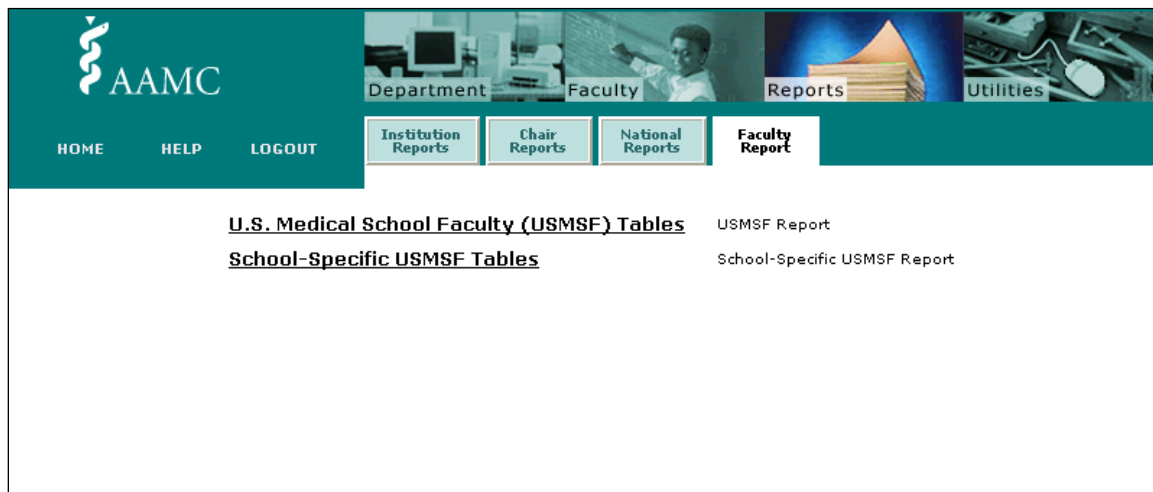 AAMC
Department
Faculty
Reports
Utilities
HOME
HELP
LOGOUT
Institution
Reports
Chair
Reports
National
Reports
Faculty
Report
U.S. Medical School Faculty (USMSF) Tables
USMSF Report
School-Specific USMSF Tables
School-Specific USMSF Report